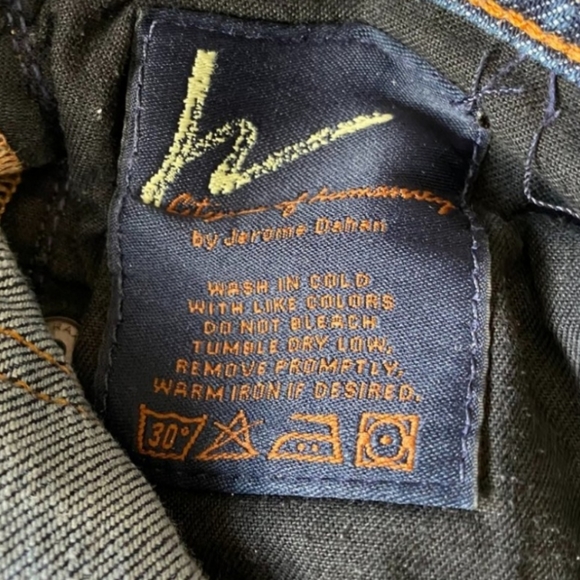 h
Citizens of humanity
by Jerome Dahan
WASH IN COLD
WITH LIKE COLORS
DO NOT BLEACH
TUMBLE DRY LOW,
REMOVE PROMPTLY.
WARM IRON IF DESIRED.
30°